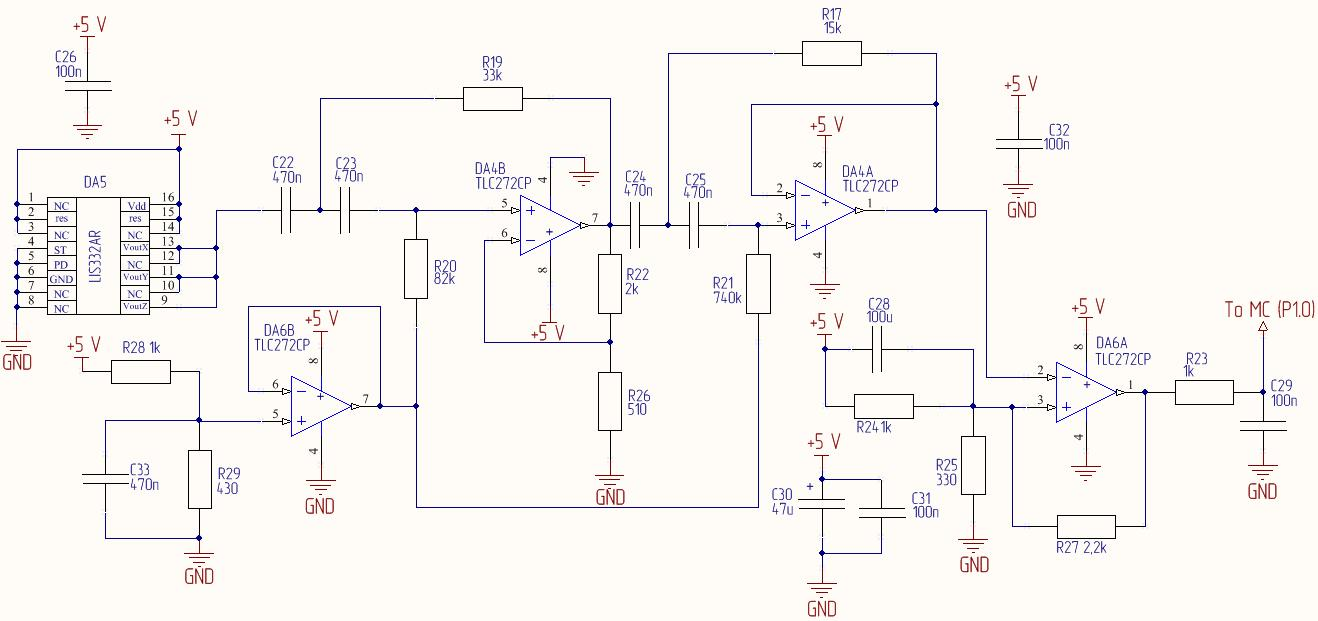 +5 V
C26
100n
+5 V
DA5
LIS332AR
1
2
3
4
5
6
7
8
NC
res
NC
ST
PD
GND
NC
NC
Vdd
res
NC
VoutX
NC
VoutY
NC
VoutZ
16
15
14
13
12
11
10
9
GND
C22
470n
C23
470n
R19
33k
R20
82k
DA4B
TLC272CP
4
5
6
7
8
+
−
+
+5 V
R22
2k
R26
510
GND
C24
470n
C25
470n
R17
15k
R21
740k
+5 V
DA4A
TLC272CP
8
2
3
1
4
−
+
+
GND
+5 V
C32
100n
GND
+5 V
R28 1k
C33
470n
R29
430
GND
DA6B
TLC272CP
+5 V
8
6
5
7
4
−
+
+
GND
+5 V
C28
100u
R24 1k
R25
330
GND
+5 V
+
C30
47u
C31
100n
GND
+5 V
DA6A
TLC272CP
8
2
3
1
4
−
+
+
R27 2,2k
R23
1k
To MC (P1.0)
C29
100n
GND